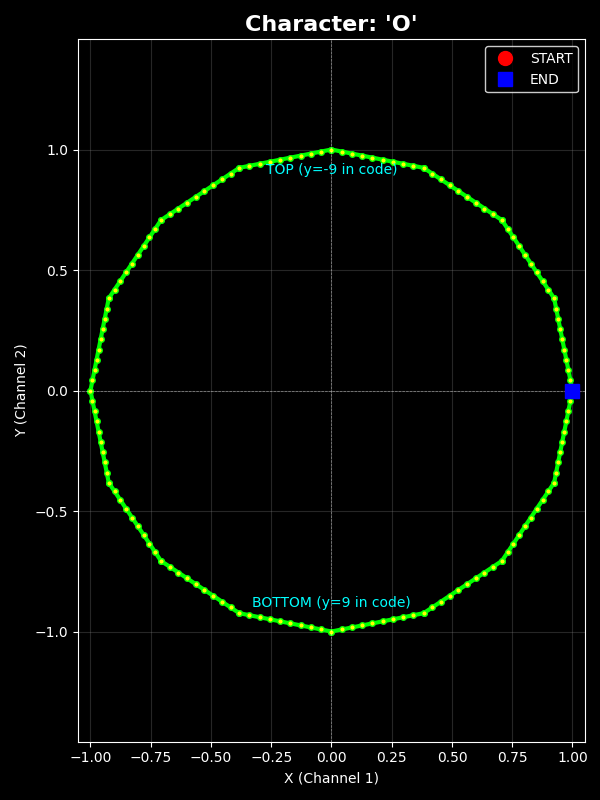 Character: 'O'
START
END
TOP (y=-9 in code)
BOTTOM (y=9 in code)
1.0
0.5
0.0
−0.5
−1.0
Y (Channel 2)
−1.00 −0.75 −0.50 −0.25 0.00 0.25 0.50 0.75 1.00
X (Channel 1)